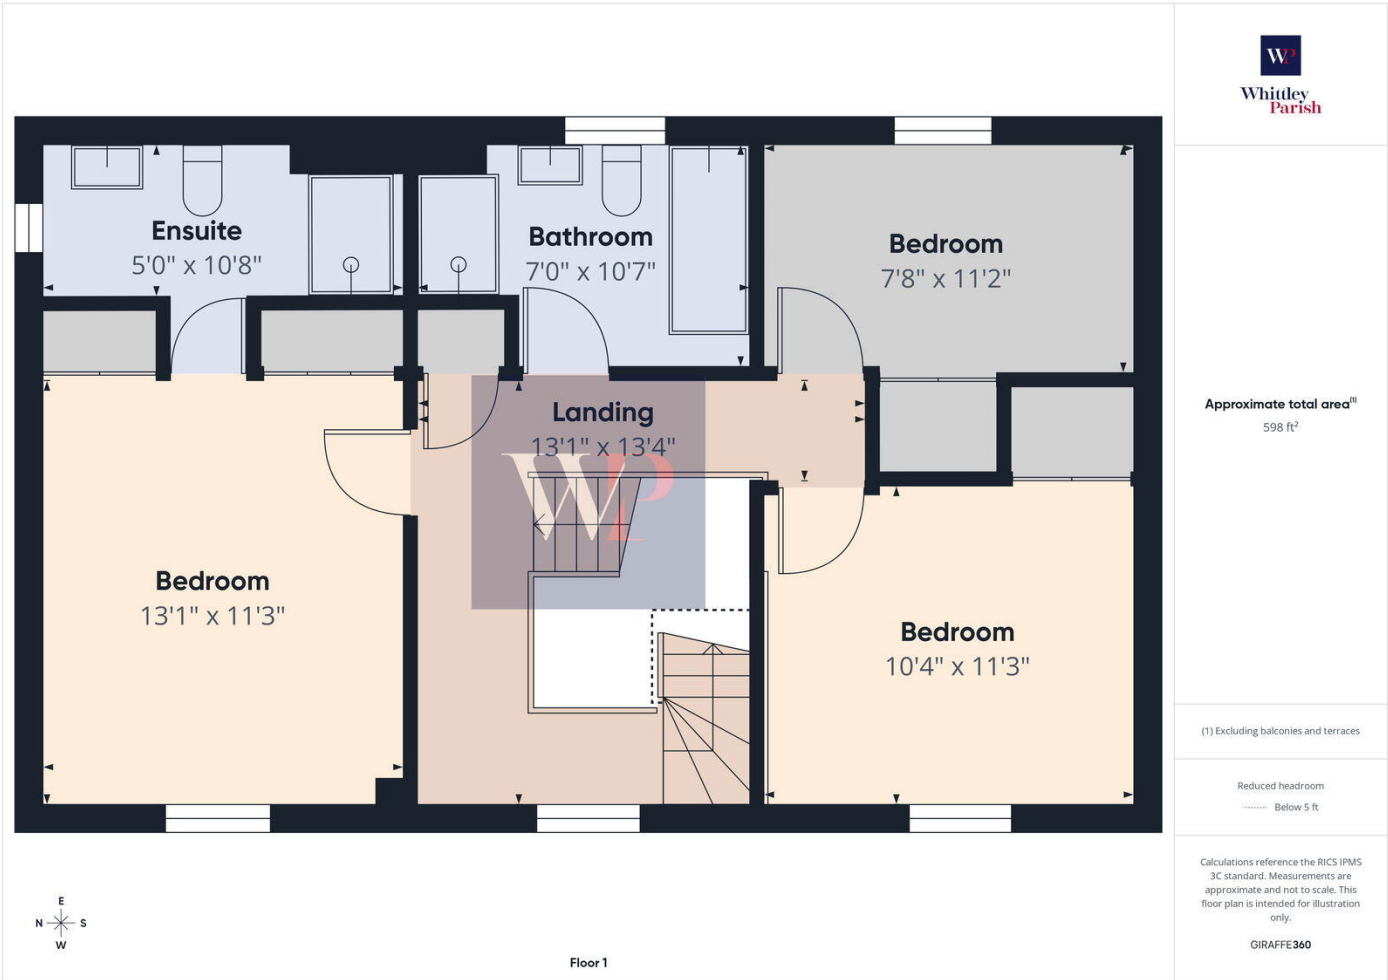 WP
Whittley
Parish
Ensuite
5'0" x 10'8"
Bathroom
7'0" x 10'7"
Bedroom
7'8" x 11'2"
Landing
13'1" x 13'4"
WP
Bedroom
13'1" x 11'3"
Bedroom
10'4" x 11'3"
Approximate total area(1)
598 ft²
(1) Excluding balconies and terraces
Reduced headroom
Below 5 ft
Calculations reference the RICS IPMS
3C standard. Measurements are
approximate and not to scale. This
floor plan is intended for illustration
only.
GIRAFFE360
E
N S
W
Floor 1